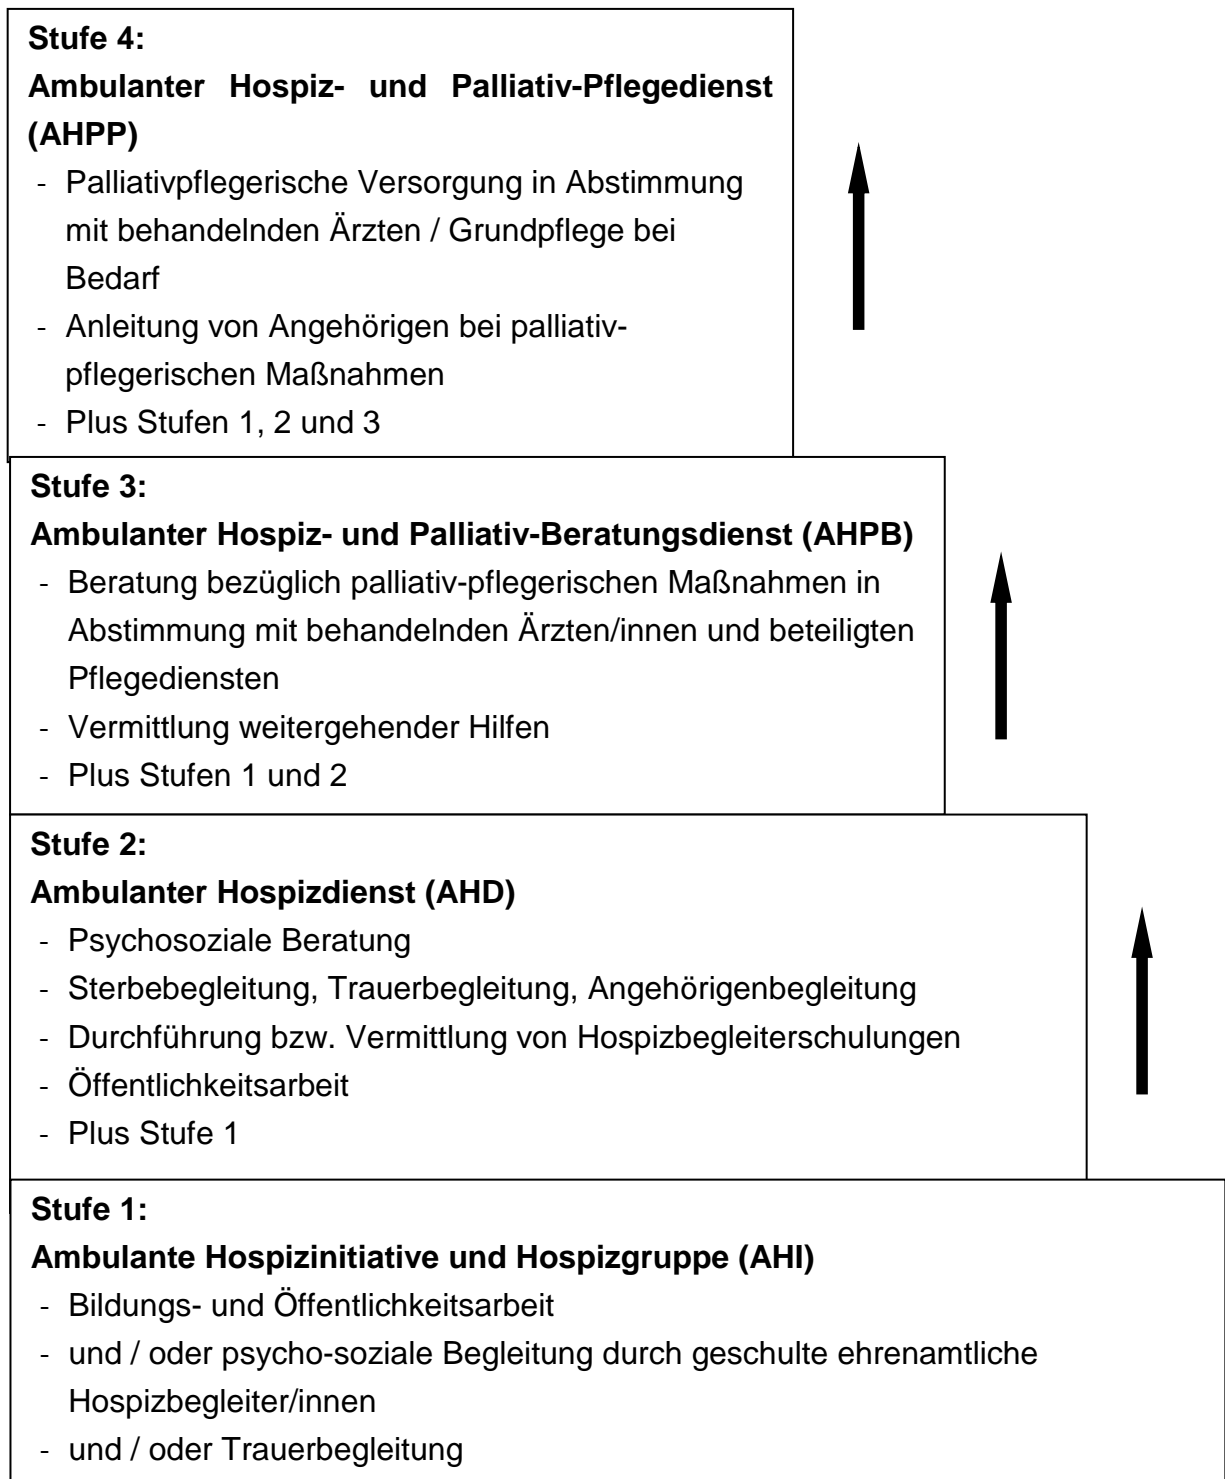 Stufe 4:
Ambulanter Hospiz- und Palliativ-Pflegedienst
(AHPP)
- Palliativpflegerische Versorgung in Abstimmung
mit behandelnden Ärzten / Grundpflege bei
Bedarf
- Anleitung von Angehörigen bei palliativ-
pflegerischen Maßnahmen
- Plus Stufen 1, 2 und 3
Stufe 3:
Ambulanter Hospiz- und Palliativ-Beratungsdienst (AHPB)
- Beratung bezüglich palliativ-pflegerischen Maßnahmen in
Abstimmung mit behandelnden Ärzten/innen und beteiligten
Pflegediensten
- Vermittlung weitergehender Hilfen
- Plus Stufen 1 und 2
Stufe 2:
Ambulanter Hospizdienst (AHD)
- Psychosoziale Beratung
- Sterbebegleitung, Trauerbegleitung, Angehörigenbegleitung
- Durchführung bzw. Vermittlung von Hospizbegleiterschulungen
- Öffentlichkeitsarbeit
- Plus Stufe 1
Stufe 1:
Ambulante Hospizinitiative und Hospizgruppe (AHI)
- Bildungs- und Öffentlichkeitsarbeit
- und / oder psycho-soziale Begleitung durch geschulte ehrenamtliche
Hospizbegleiter/innen
- und / oder Trauerbegleitung